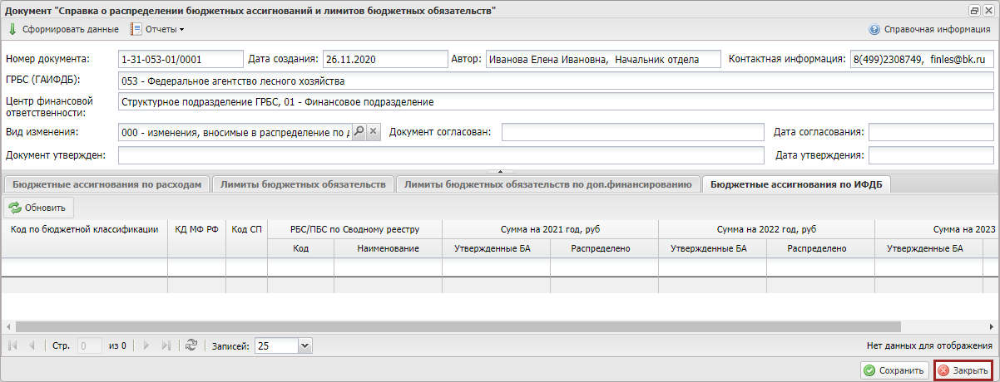 Документ "Справка о распределении бюджетных ассигнований и лимитов бюджетных обязательств"
Сформировать данные Отчеты Справочная информация
Номер документа: 1-31-053-01/0001 Дата создания: 26.11.2020 Автор: Иванова Елена Ивановна, Начальник отдела Контактная информация: 8(499)2308749, finles@bk.ru
ГРБС (ГАИФДБ): 053 - Федеральное агентство лесного хозяйства
Центр финансовой ответственности: Структурное подразделение ГРБС, 01 - Финансовое подразделение
Вид изменения: 000 - изменения, вносимые в распределение по Документ согласован: Дата согласования:
Документ утвержден: Дата утверждения:
Бюджетные ассигнования по расходам Лимиты бюджетных обязательств Лимиты бюджетных обязательств по доп.финансированию Бюджетные ассигнования по ИФДБ
Обновить
Код по бюджетной классификации КД МФ РФ Код СП РБС/ПБС по Сводному реестру Сумма на 2021 год, руб Сумма на 2022 год, руб Сумма на 2023
Код Наименование Утвержденные БА Распределено Утвержденные БА Распределено Утвержденные БА
Стр. 0 из 0 Записей: 25 Нет данных для отображения
Сохранить Закрыть